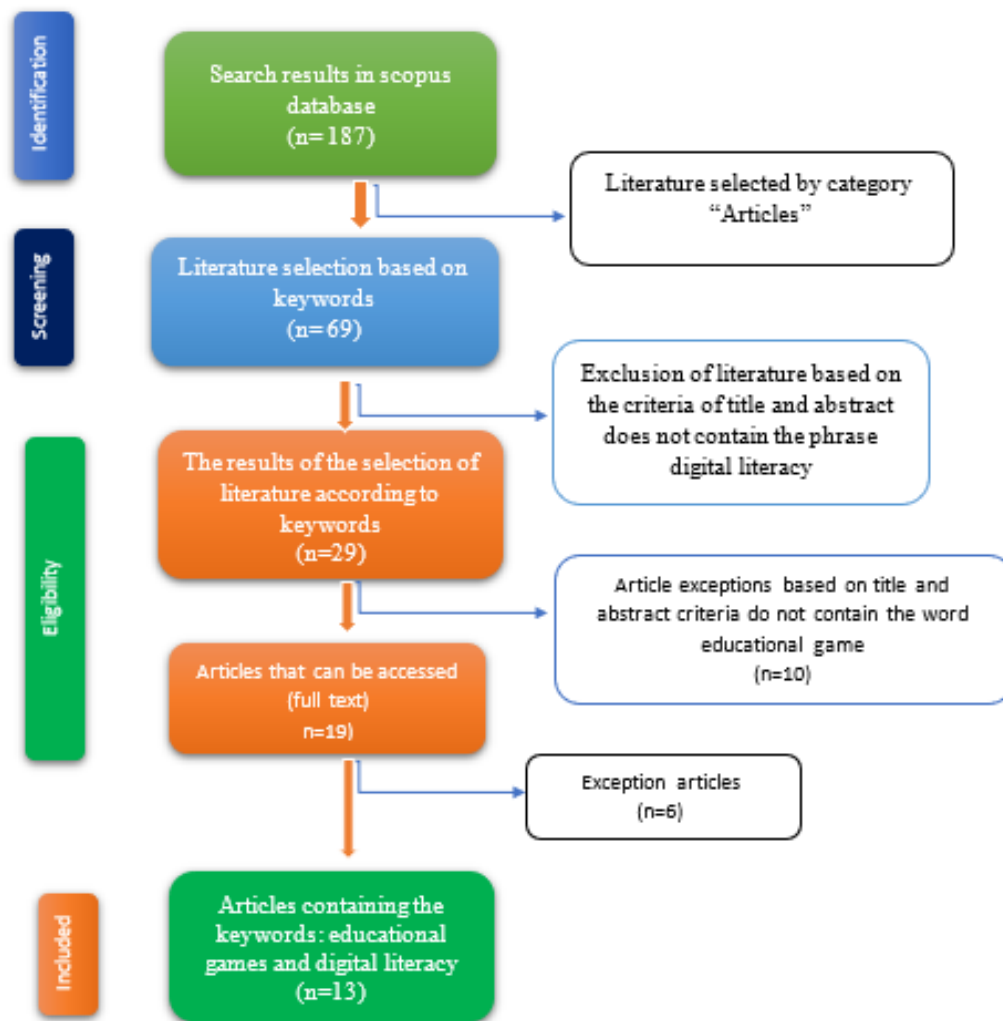 Identification
Search results in scopus
database
(n= 187)
Literature selected by category
“Articles”
Screening
Literature selection based on
keywords
(n= 69)
Exclusion of literature based on
the criteria of title and abstract
does not contain the phrase
digital literacy
Eligibility
The results of the selection of
literature according to
keywords
(n=29)
Article exceptions based on title and
abstract criteria do not contain the word
educational game
(n=10)
Articles that can be accessed
(full text)
n=19)
Exception articles
(n=6)
Included
Articles containing the
keywords: educational
games and digital literacy
(n=13)